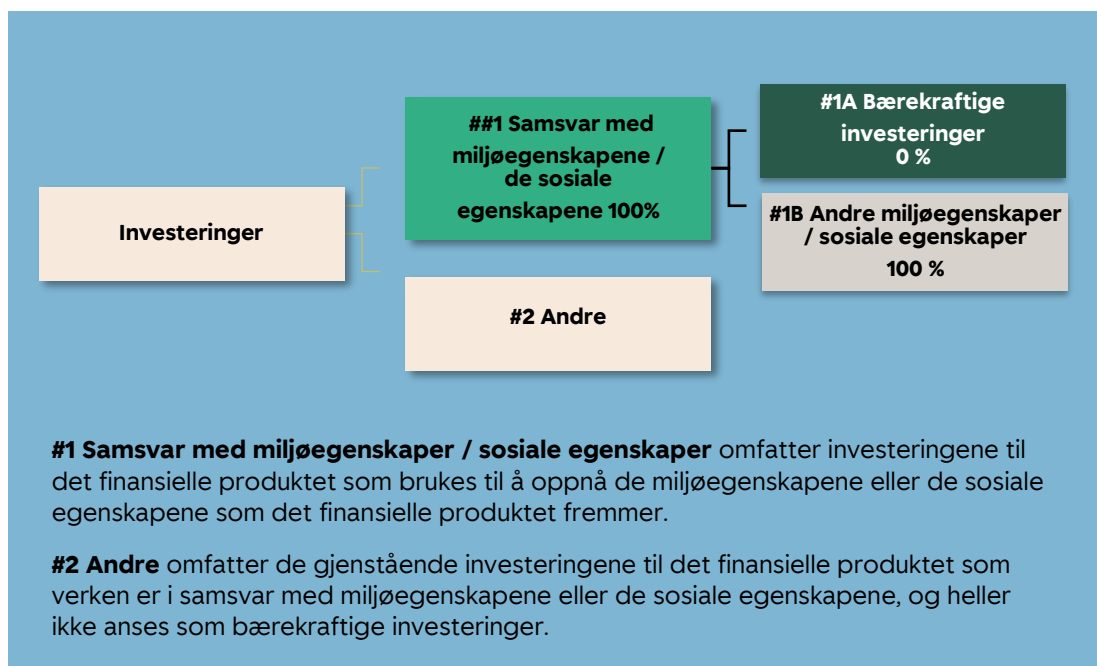 Investeringer
##1 Samsvar med
miljøegenskapene /
de sosiale
egenskapene 100%
#2 Andre
#1A Bærekraftige
investeringer
0 %
#1B Andre miljøegenskaper
/ sosiale egenskaper
100 %
#1 Samsvar med miljøegenskaper / sosiale egenskaper omfatter investeringene til
det finansielle produktet som brukes til å oppnå de miljøegenskapene eller de sosiale
egenskapene som det finansielle produktet fremmer.
#2 Andre omfatter de gjenstående investeringene til det finansielle produktet som
verken er i samsvar med miljøegenskapene eller de sosiale egenskapene, og heller
ikke anses som bærekraftige investeringer.